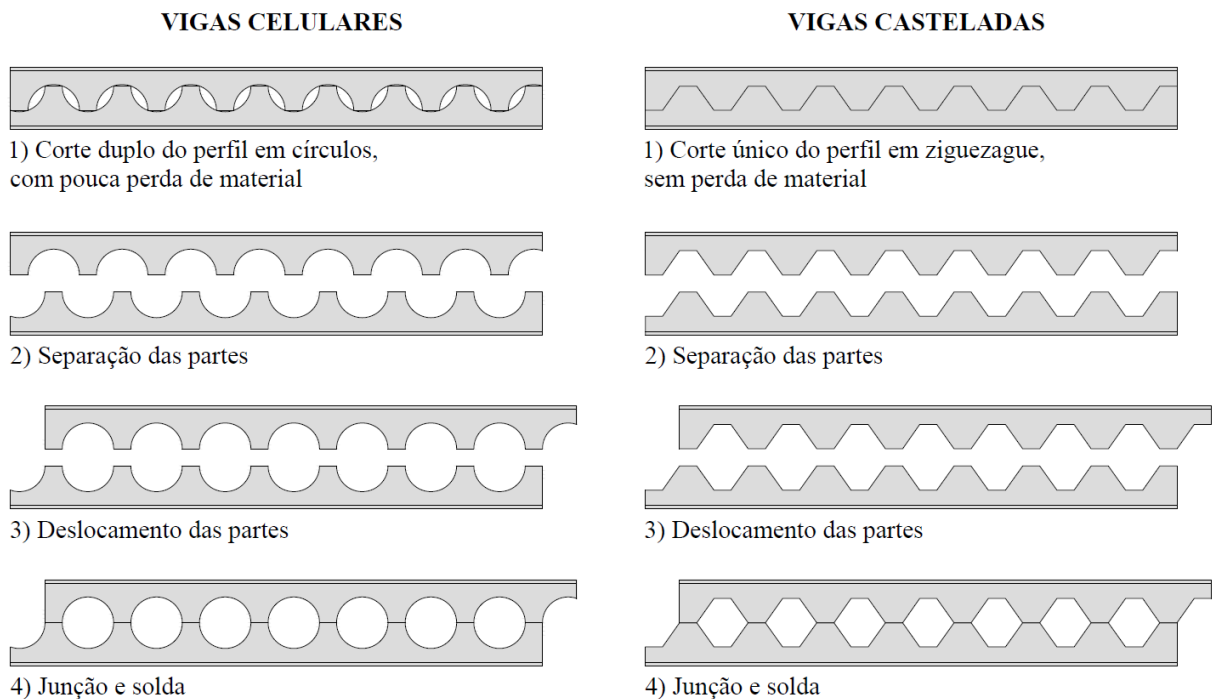 VIGAS CELULARES
1) Corte duplo do perfil em círculos,
com pouca perda de material
2) Separação das partes
3) Deslocamento das partes
4) Junção e solda
VIGAS CASTELADAS
1) Corte único do perfil em ziguezague,
sem perda de material
2) Separação das partes
3) Deslocamento das partes
4) Junção e solda